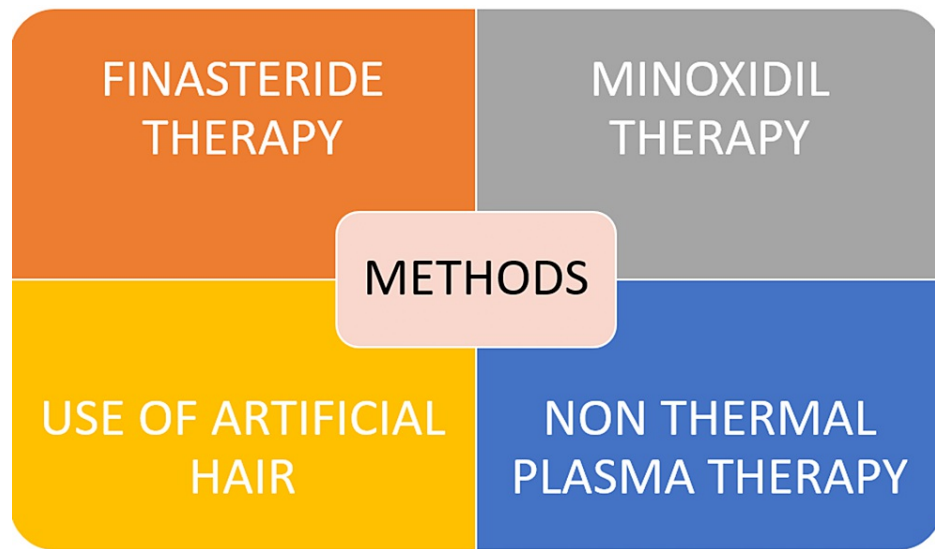 FINASTERIDE
THERAPY
MINOXIDIL
THERAPY
METHODS
USE OF ARTIFICIAL
HAIR
NON THERMAL
PLASMA THERAPY